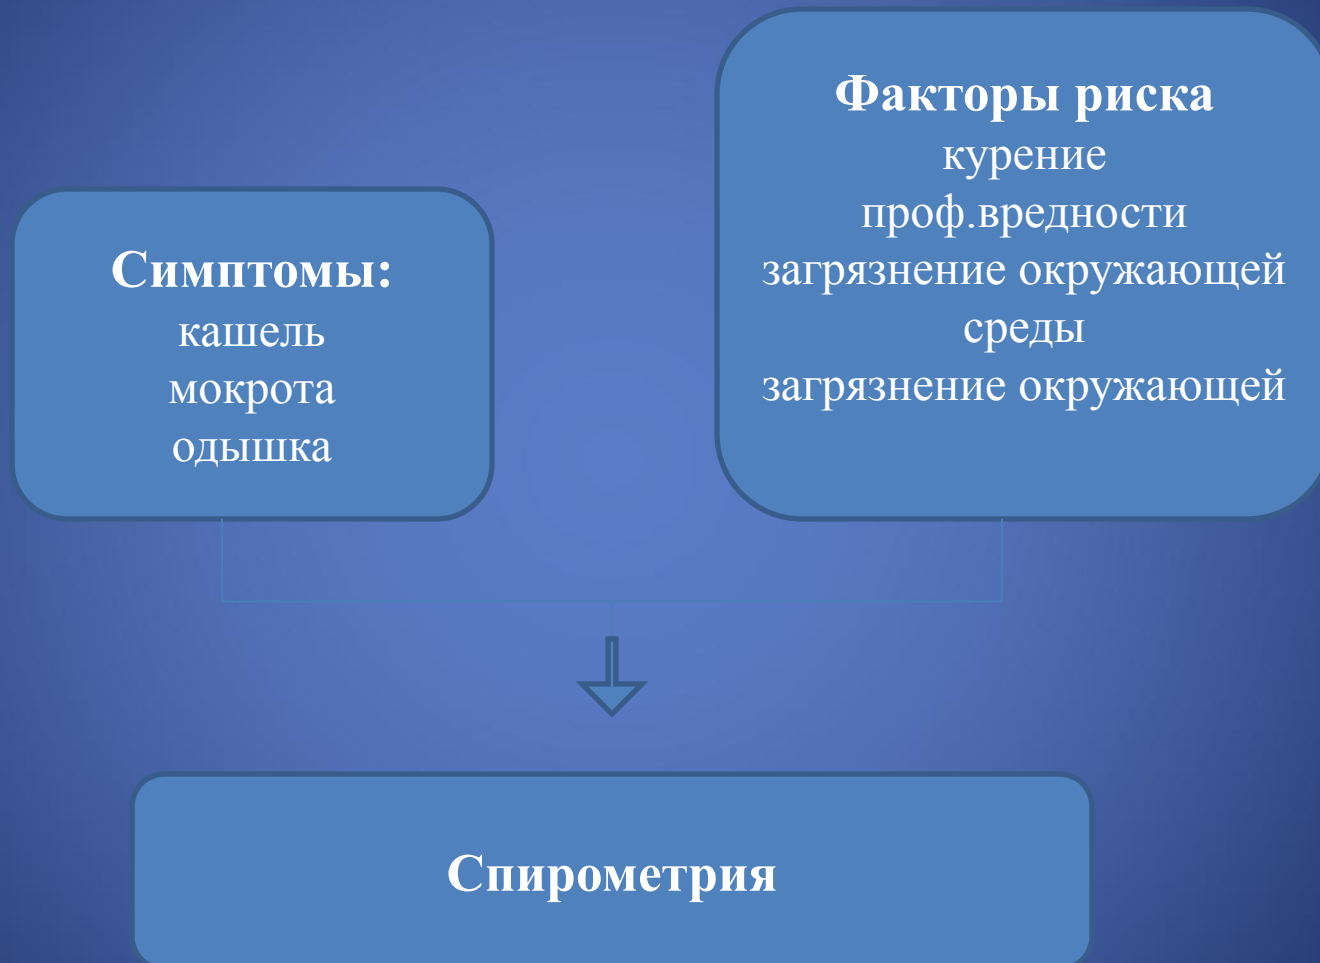 Симптомы:
кашель
мокрота
одышка
Факторы риска
курение
проф.вредности
загрязнение окружающей
среды
загрязнение окружающей
Спирометрия